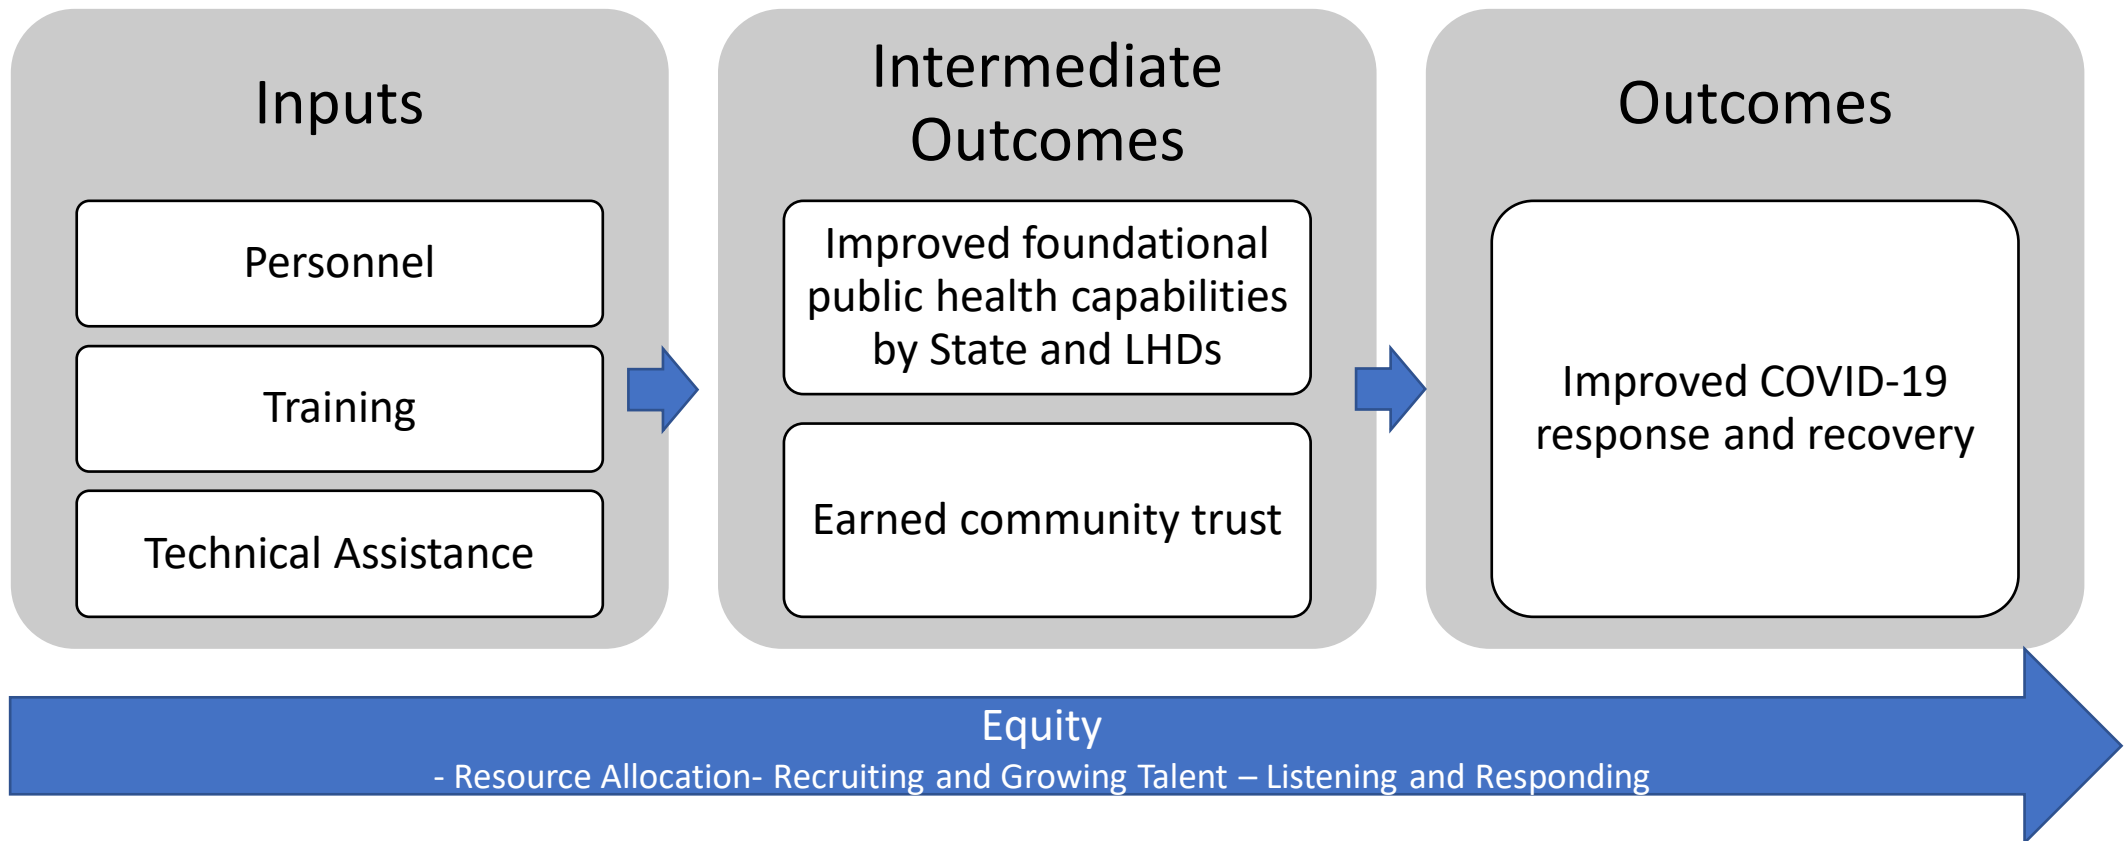 Inputs
Personnel
Training
Technical Assistance
Intermediate
Outcomes
Improved foundational
public health capabilities
by State and LHDs
Earned community trust
Outcomes
Improved COVID-19
response and recovery
Equity
- Resource Allocation- Recruiting and Growing Talent – Listening and Responding